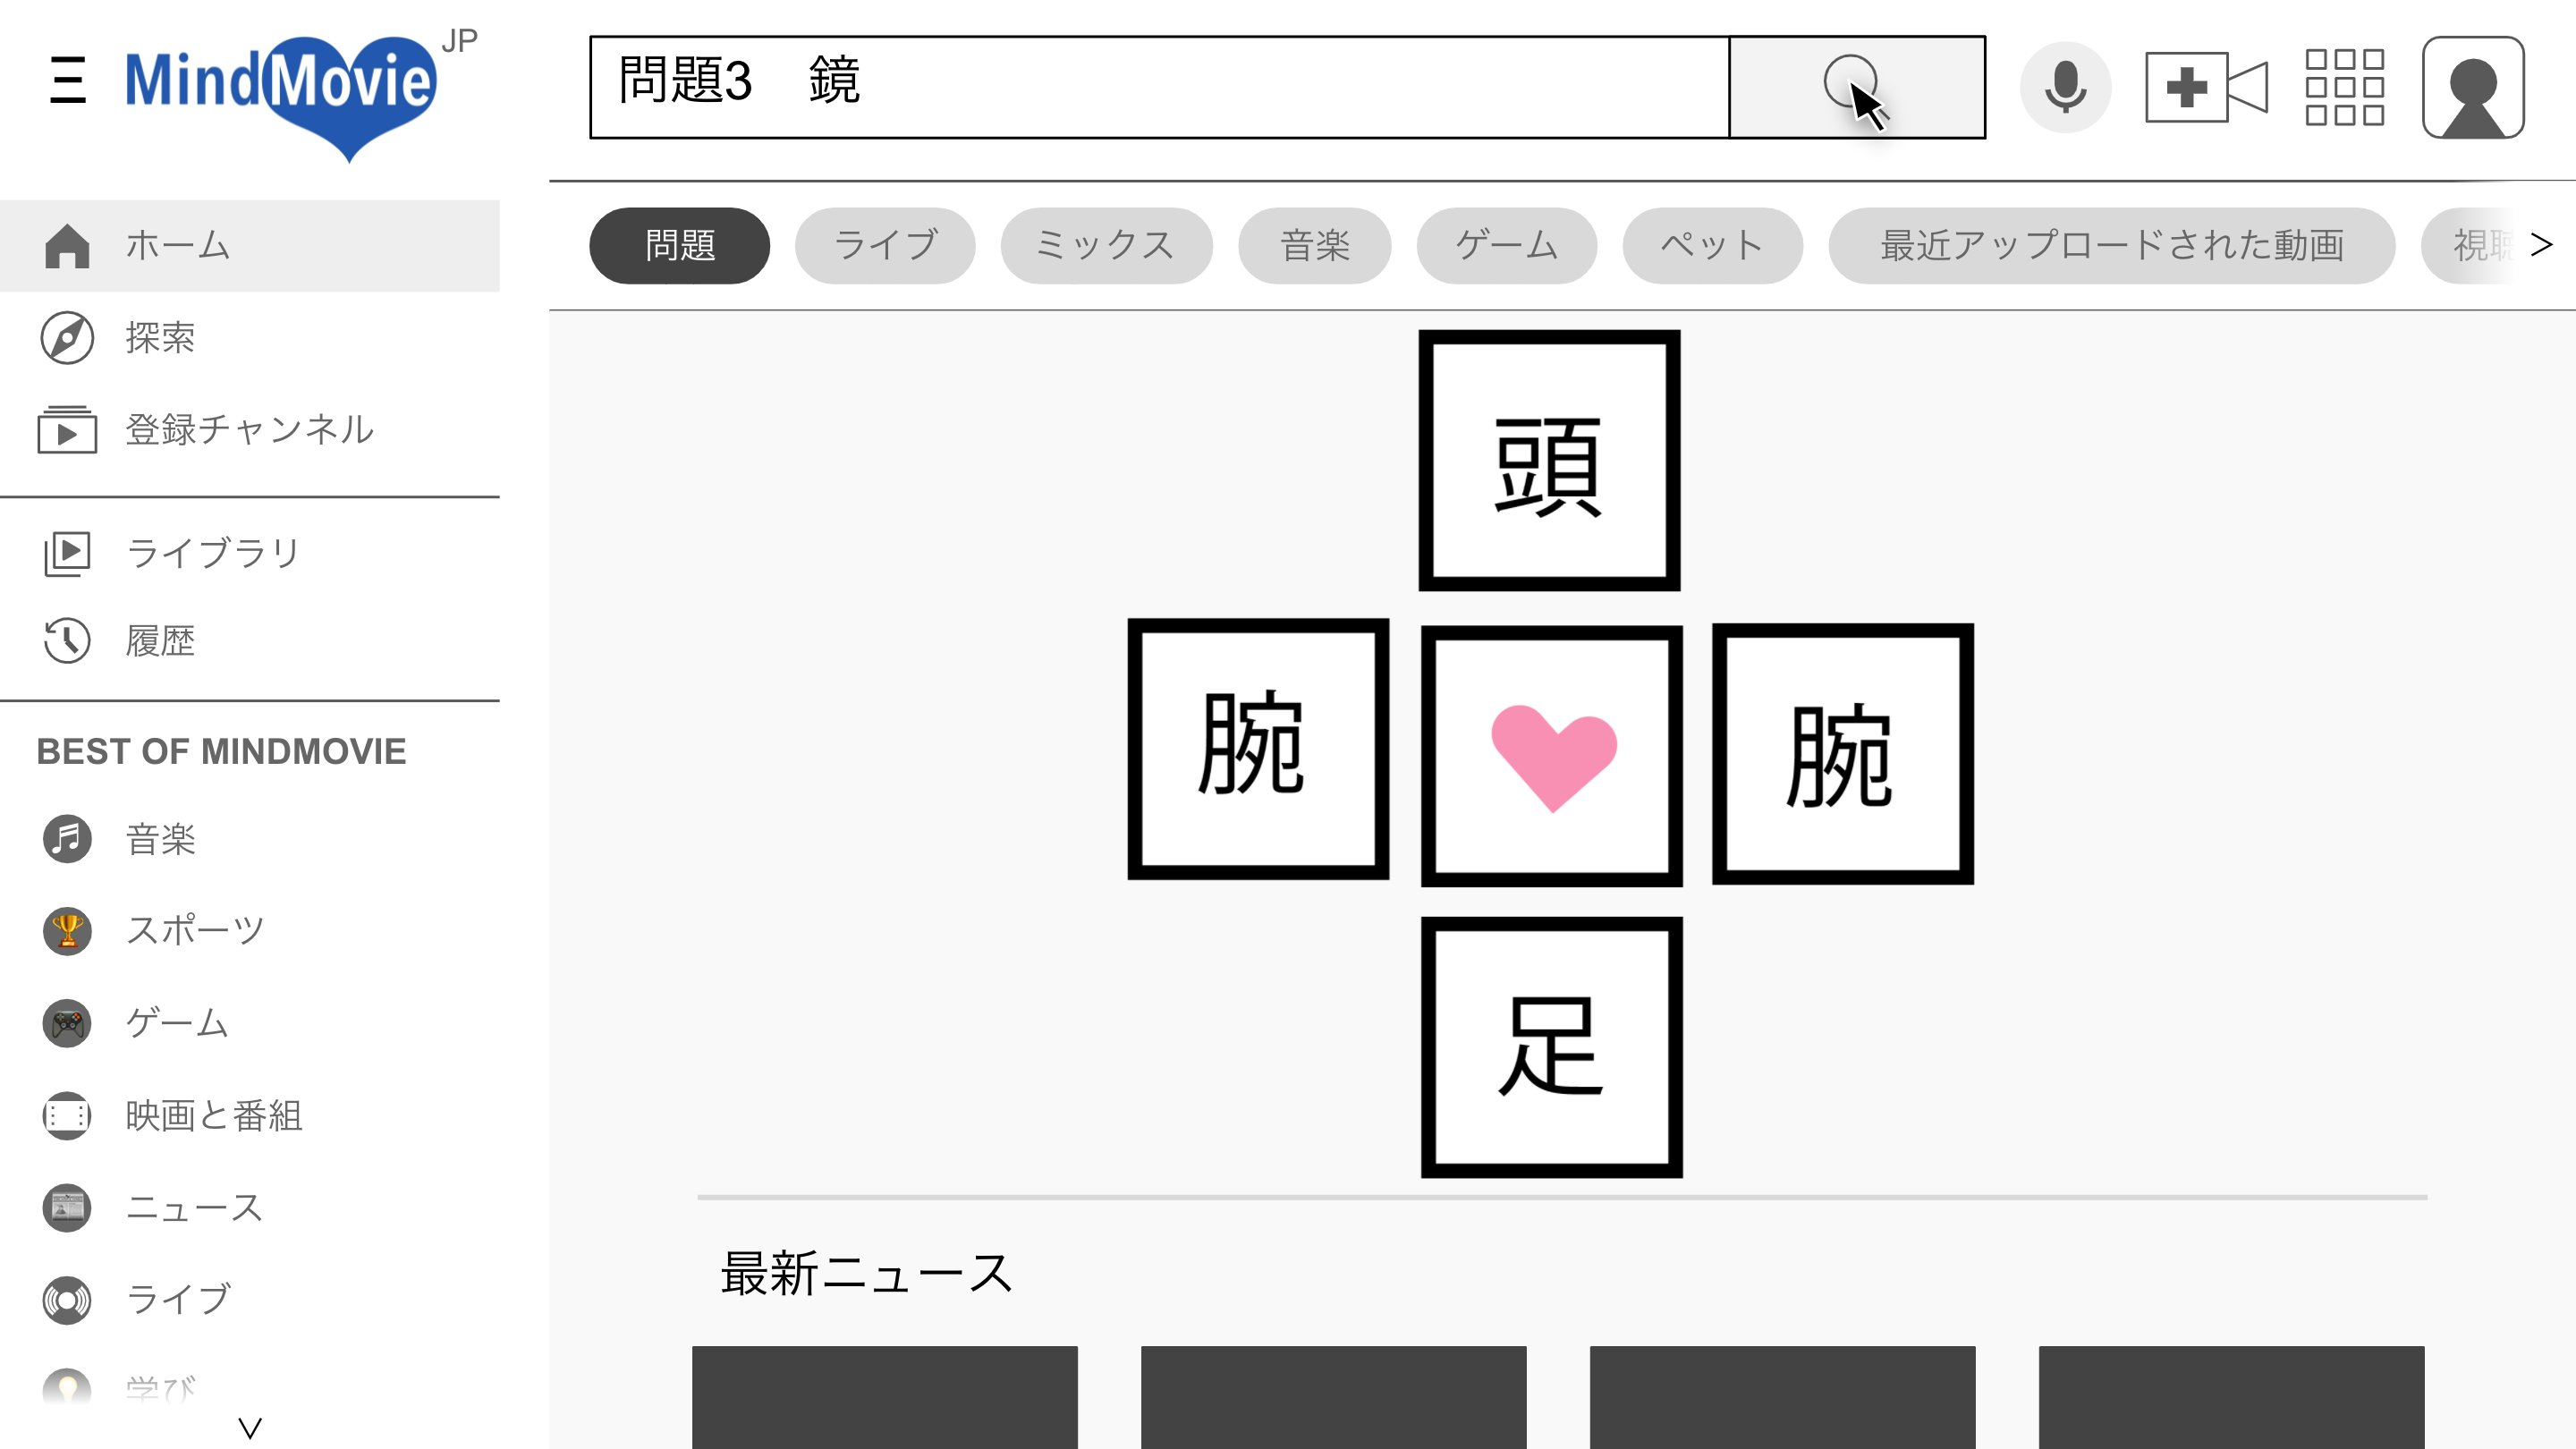 MindMovie JP
問題3　鏡
ホーム
探索
登録チャンネル
ライブラリ
履歴
BEST OF MINDMOVIE
音楽
スポーツ
ゲーム
映画と番組
ニュース
ライブ
学び
問題 ライブ ミックス 音楽 ゲーム ペット 最近アップロードされた動画 視聴
頭
腕 腕
足
最新ニュース